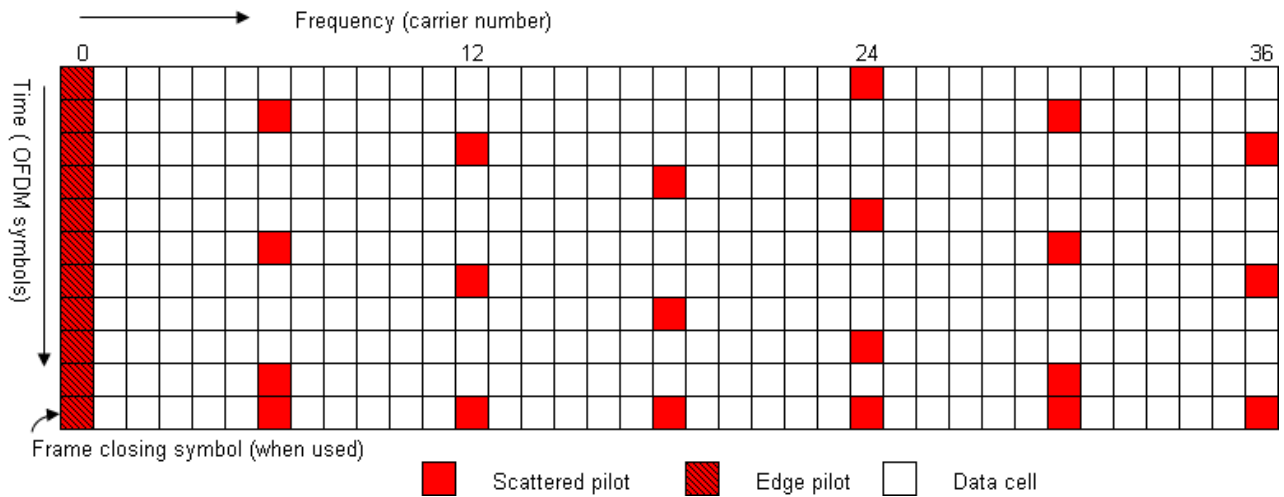 Frequency (carrier number)
0
12
24
36
Time ( OFDM symbols)
Frame closing symbol (when used)
Scattered pilot
Edge pilot
Data cell